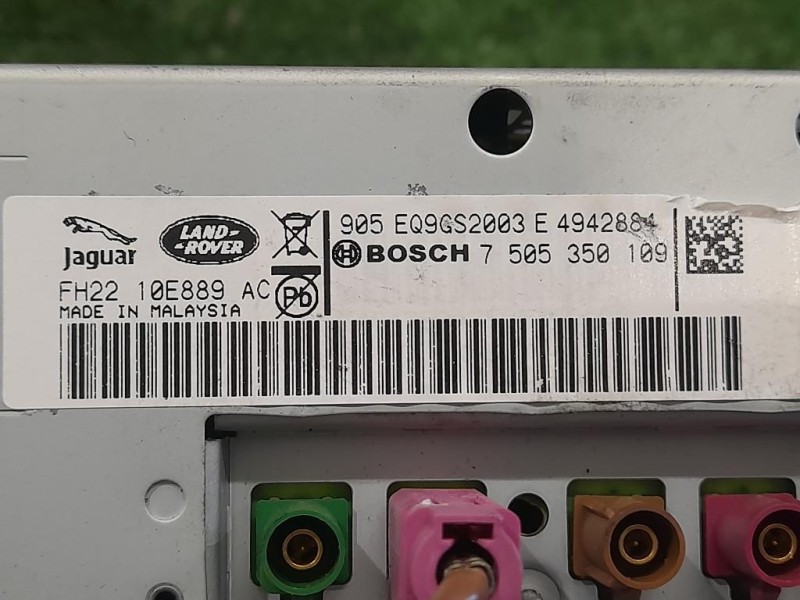 Jaguar
LAND-
-ROVER
905 EQ9GS2003 E 4942884
BOSCH 7 505 350 109
FH22 10E889 AC
Pb
MADE IN MALAYSIA